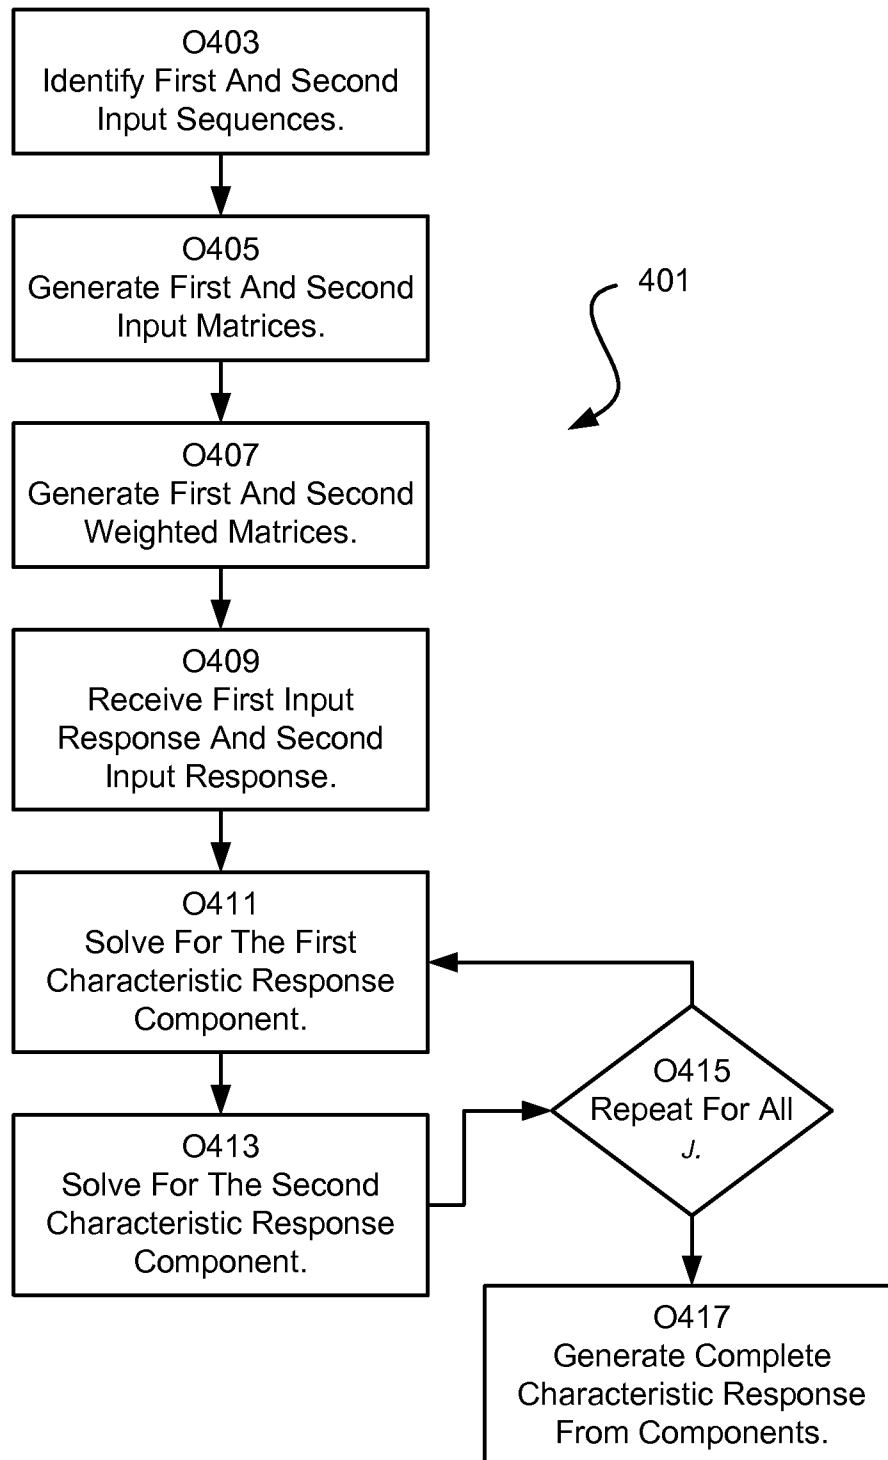 O403
Identify First And Second
Input Sequences.
O405
Generate First And Second
Input Matrices.
401
O407
Generate First And Second
Weighted Matrices.
O409
Receive First Input
Response And Second
Input Response.
O411
Solve For The First
Characteristic Response
Component.
O415
Repeat For All
J.
O413
Solve For The Second
Characteristic Response
Component.
O417
Generate Complete
Characteristic Response
From Components.